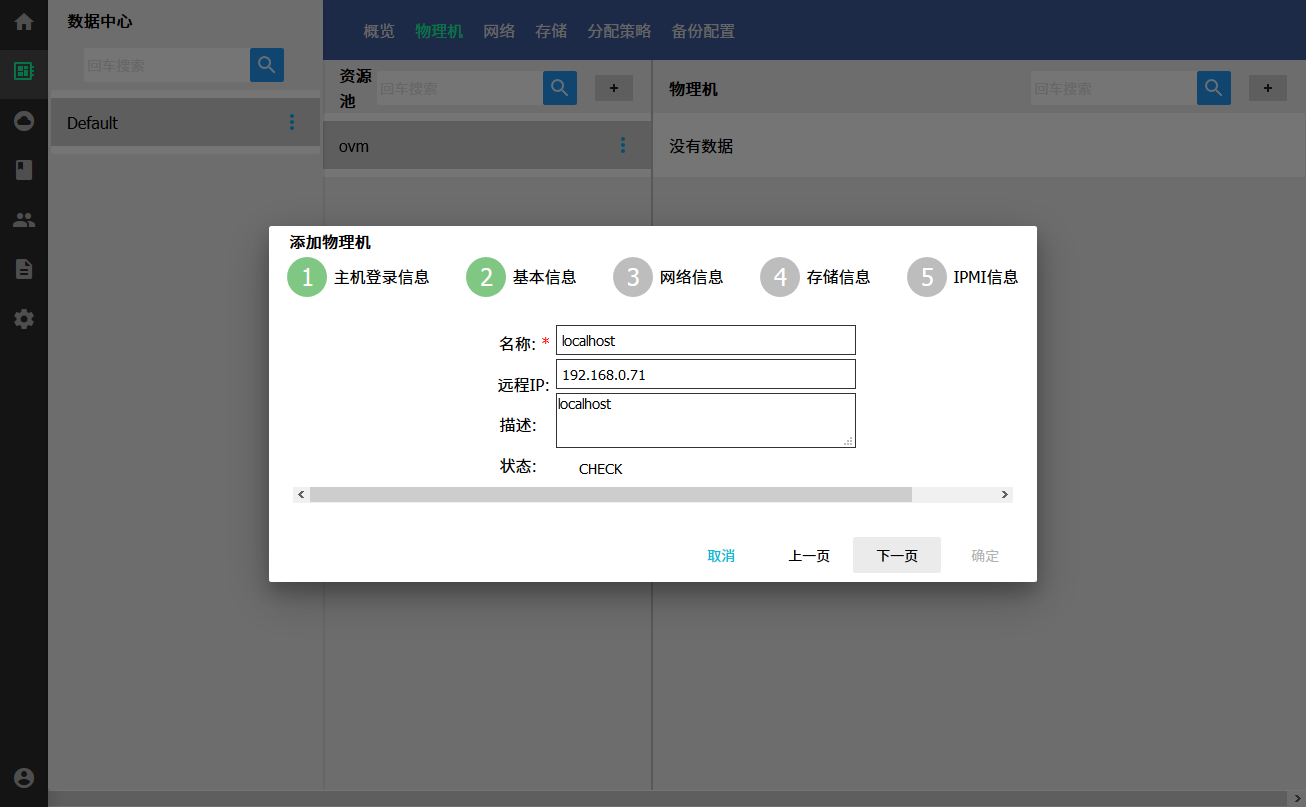 数据中心
回车搜索
Default
概览 物理机 网络 存储 分配策略 备份配置
资源池
回车搜索
+
ovm
物理机
回车搜索
+
没有数据
添加物理机
1 主机登录信息 2 基本信息 3 网络信息 4 存储信息 5 IPMI信息
名称: * localhost
远程IP: 192.168.0.71
描述: localhost
状态: CHECK
取消 上一页 下一页 确定